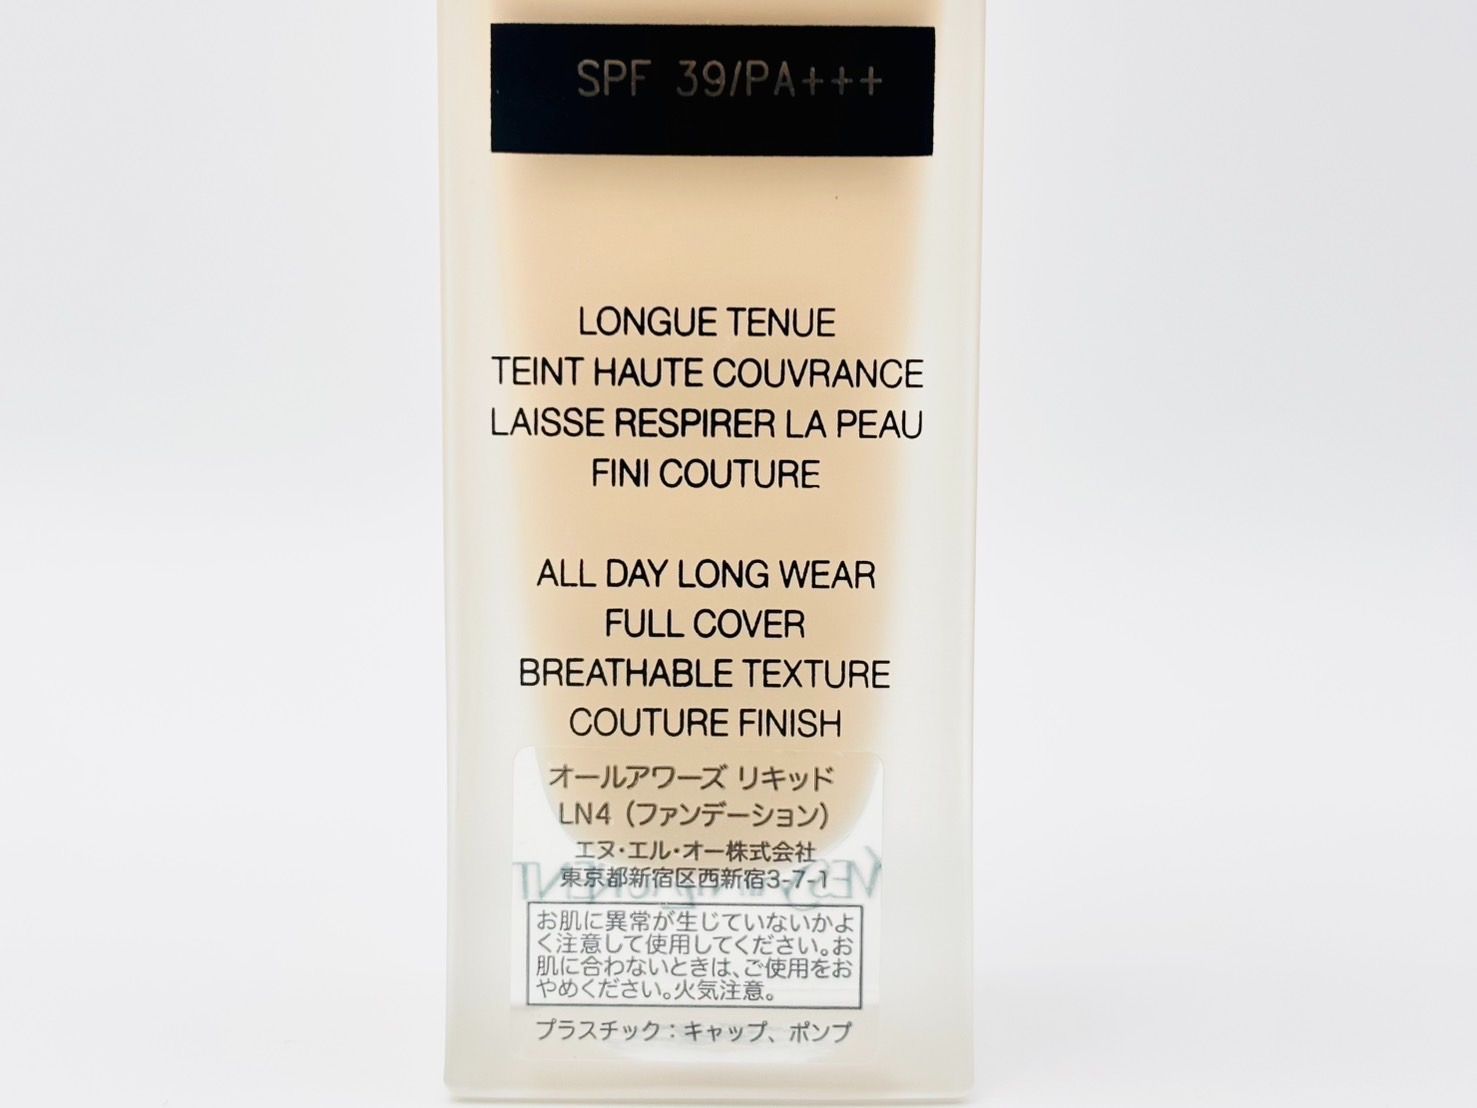 SPF 39/PA+++
LONGUE TENUE
TEINT HAUTE COUVRANCE
LAISSE RESPIRER LA PEAU
FINI COUTURE
ALL DAY LONG WEAR
FULL COVER
BREATHABLE TEXTURE
COUTURE FINISH
オールアワーズ リキッド
LN4（ファンデーション）
エヌ・エル・オー株式会社
東京都新宿区西新宿3-7-1
お肌に異常が生じていないかよ
く注意して使用してください。お
肌に合わないときは、ご使用をお
やめください。火気注意。
プラスチック：キャップ、ポンプ